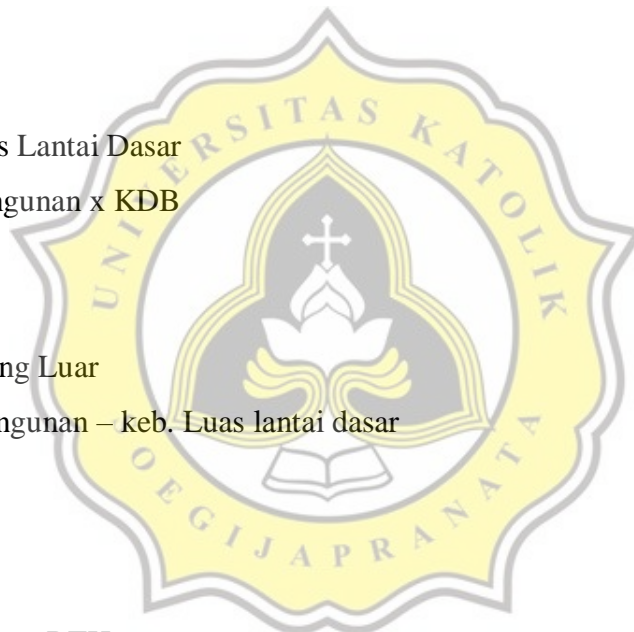 s Lantai Dasar
ngunan x KDB
ng Luar
ngunan – keb. Luas lantai dasar
UNIVERSITAS KATOLIK
SOEGIJAPRANATA